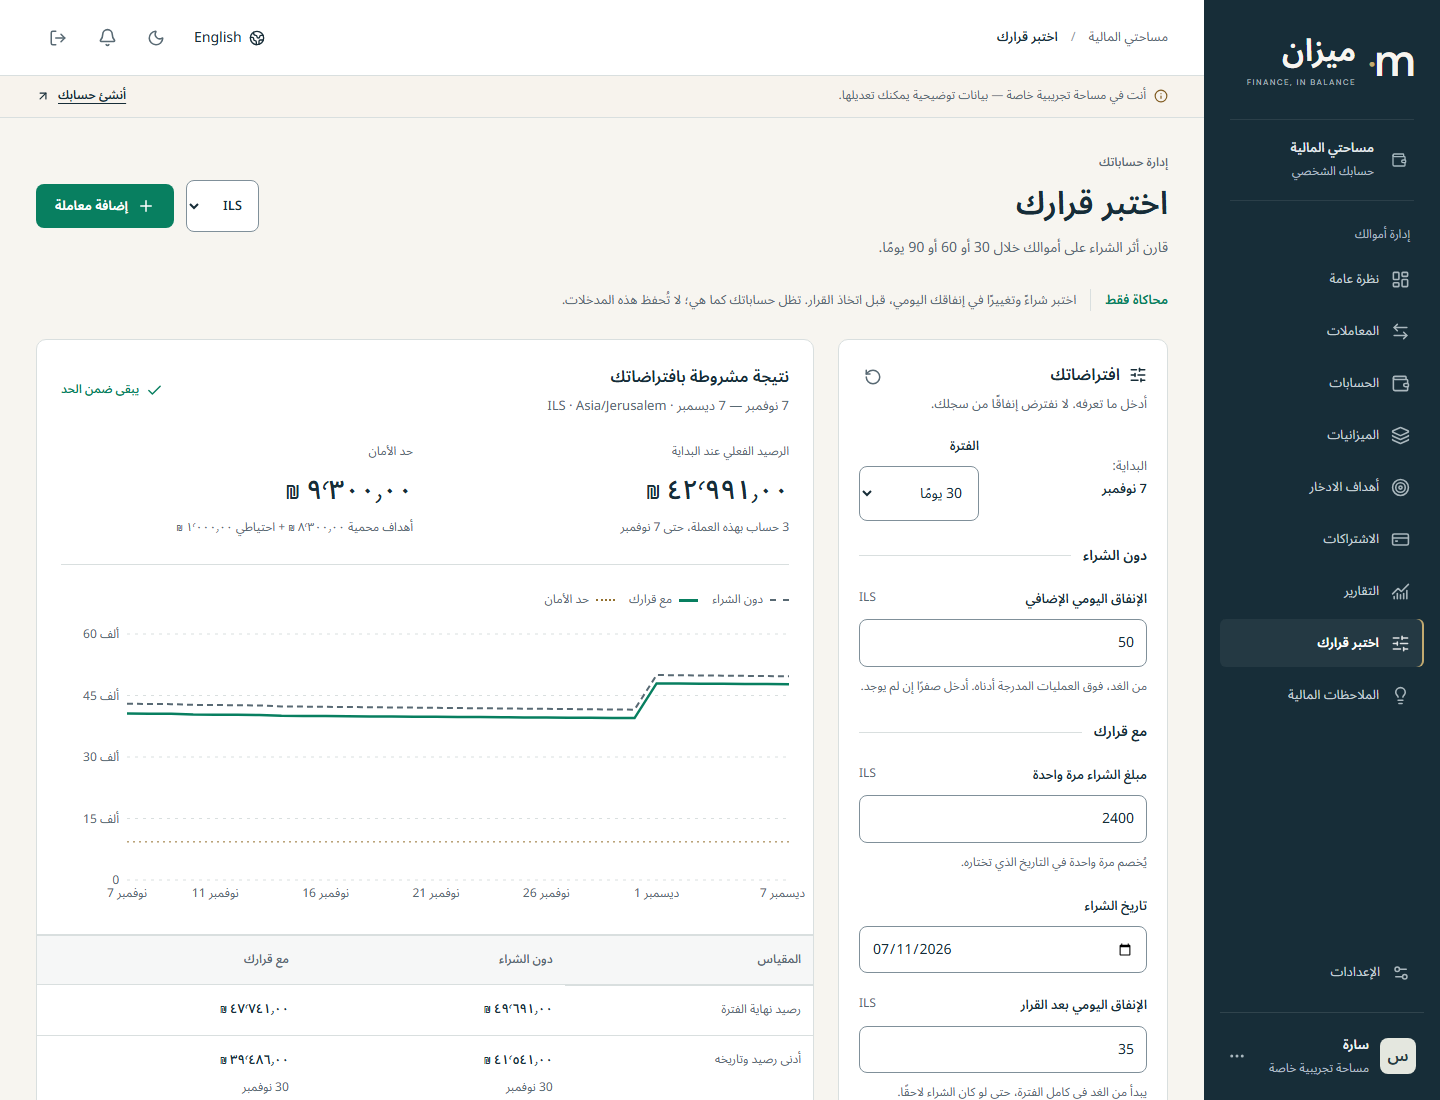 m·
ميزان
FINANCE, IN BALANCE
مساحتي المالية
حسابك الشخصي
إدارة أموالك
نظرة عامة
المعاملات
الحسابات
الميزانيات
أهداف الادخار
الاشتراكات
التقارير
اختبر قرارك
الملاحظات المالية
الإعدادات
س
سارة
مساحة تجريبية خاصة
مساحتي المالية / اختبر قرارك
English
أنت في مساحة تجريبية خاصة — بيانات توضيحية يمكنك تعديلها.
أنشئ حسابك
إدارة حساباتك
اختبر قرارك
قارن أثر الشراء على أموالك خلال 30 أو 60 أو 90 يومًا.
ILS
إضافة معاملة
محاكاة فقط
اختبر شراءً وتغييرًا في إنفاقك اليومي، قبل اتخاذ القرار. تظل حساباتك كما هي؛ لا تُحفظ هذه المدخلات.
افتراضاتك
أدخل ما تعرفه. لا نفترض إنفاقًا من سجلك.
البداية:
7 نوفمبر
الفترة
30 يومًا
دون الشراء
الإنفاق اليومي الإضافي
ILS
50
من الغد، فوق العمليات المدرجة أدناه. أدخل صفرًا إن لم يوجد.
مع قرارك
مبلغ الشراء مرة واحدة
ILS
2400
يُخصم مرة واحدة في التاريخ الذي تختاره.
تاريخ الشراء
07/11/2026
الإنفاق اليومي بعد القرار
ILS
35
يبدأ من الغد في كامل الفترة، حتى لو كان الشراء لاحقًا.
نتيجة مشروطة بافتراضاتك
7 نوفمبر — 7 ديسمبر · ILS · Asia/Jerusalem
يبقى ضمن الحد
الرصيد الفعلي عند البداية
٤٢٬٩٩١٫٠٠ ₪
3 حساب بهذه العملة، حتى 7 نوفمبر
حد الأمان
٩٬٣٠٠٫٠٠ ₪
أهداف محمية ٨٬٣٠٠٫٠٠ ₪ + احتياطي ١٬٠٠٠٫٠٠ ₪
دون الشراء
مع قرارك
حد الأمان
60 ألف
45 ألف
30 ألف
15 ألف
0
7 نوفمبر
11 نوفمبر
16 نوفمبر
21 نوفمبر
26 نوفمبر
1 ديسمبر
7 ديسمبر
المقياس
دون الشراء
مع قرارك
رصيد نهاية الفترة
٤٩٬٦٩١٫٠٠ ₪
٤٧٬٧٤١٫٠٠ ₪
أدنى رصيد وتاريخه
٤١٬٥٤١٫٠٠ ₪
30 نوفمبر
٣٩٬٤٨٦٫٠٠ ₪
30 نوفمبر